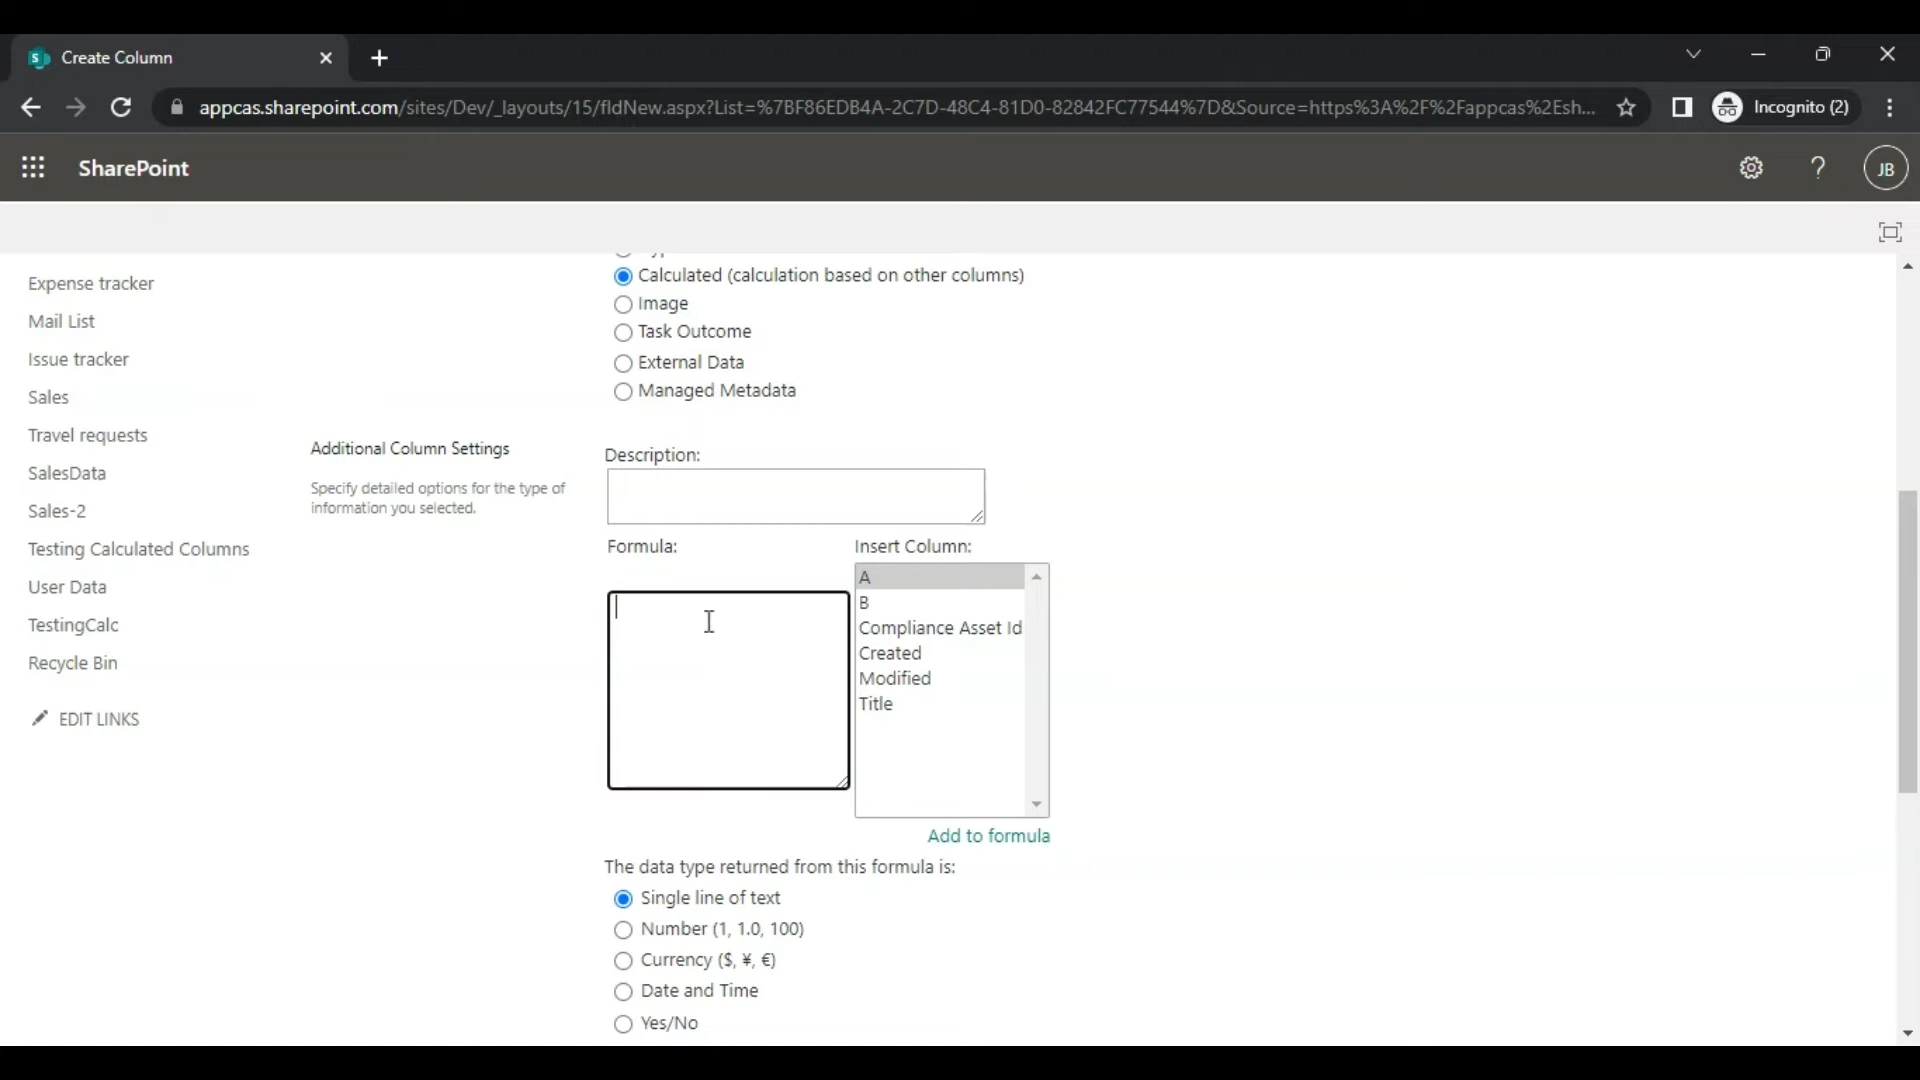 Create Column
appcas.sharepoint.com/sites/Dev/_layouts/15/fldNew.aspx?List=%7BF86EDB4A-2C7D-48C4-81D0-82842FC77544%7D&Source=https%3A%2F%2Fappcas%2Esh...
Incognito (2)
SharePoint
JB
Expense tracker
Mail List
Issue tracker
Sales
Travel requests
SalesData
Sales-2
Testing Calculated Columns
User Data
TestingCalc
Recycle Bin
EDIT LINKS
Calculated (calculation based on other columns)
Image
Task Outcome
External Data
Managed Metadata
Additional Column Settings
Specify detailed options for the type of
information you selected.
Description:
Formula:
Insert Column:
A
B
Compliance Asset Id
Created
Modified
Title
Add to formula
The data type returned from this formula is:
Single line of text
Number (1, 1.0, 100)
Currency ($, ¥, €)
Date and Time
Yes/No